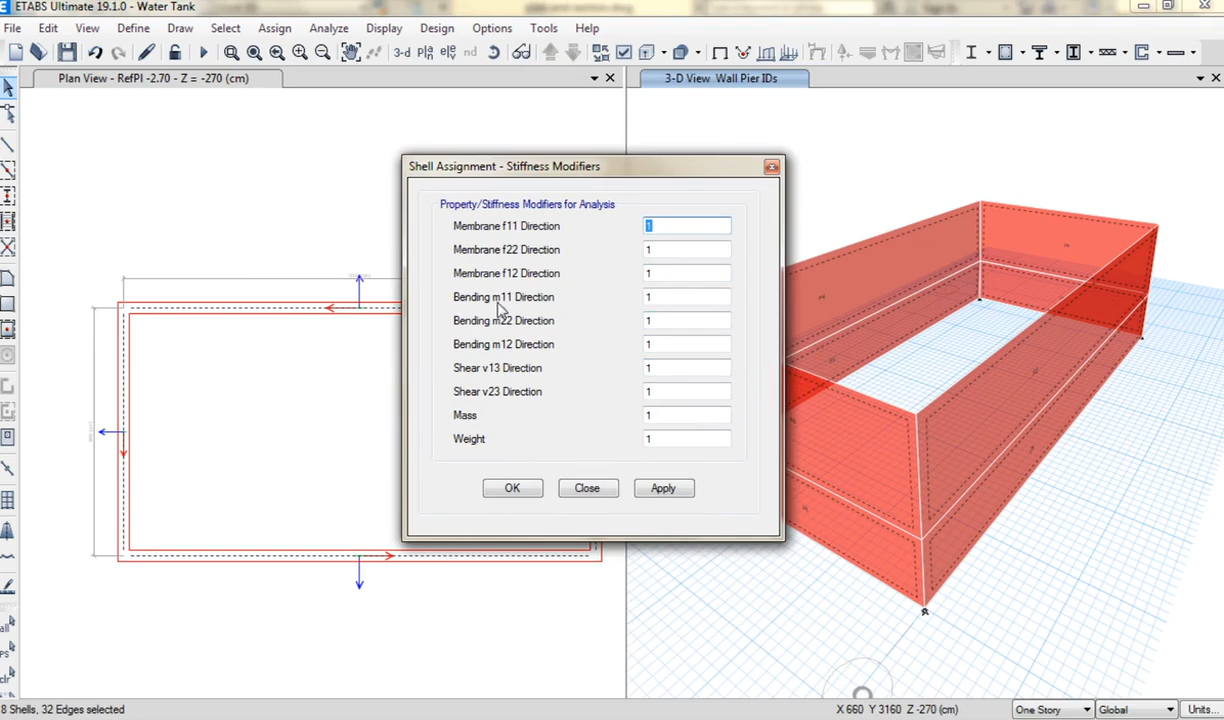 ETABS Ultimate 19.1.0 - Water Tank
File Edit View Define Draw Select Assign Analyze Display Design Options Tools Help
3-D
nd
Plan View - RefPl -2.70 - Z = -270 (cm)
3-D View Wall Pier IDs
Shell Assignment - Stiffness Modifiers
Property/Stiffness Modifiers for Analysis
Membrane f11 Direction 1
Membrane f22 Direction 1
Membrane f12 Direction 1
Bending m11 Direction 1
Bending m22 Direction 1
Bending m12 Direction 1
Shear v13 Direction 1
Shear v23 Direction 1
Mass 1
Weight 1
OK Close Apply
8 Shells, 32 Edges selected
X 660 Y 3160 Z -270 (cm)
One Story
Global
Units...